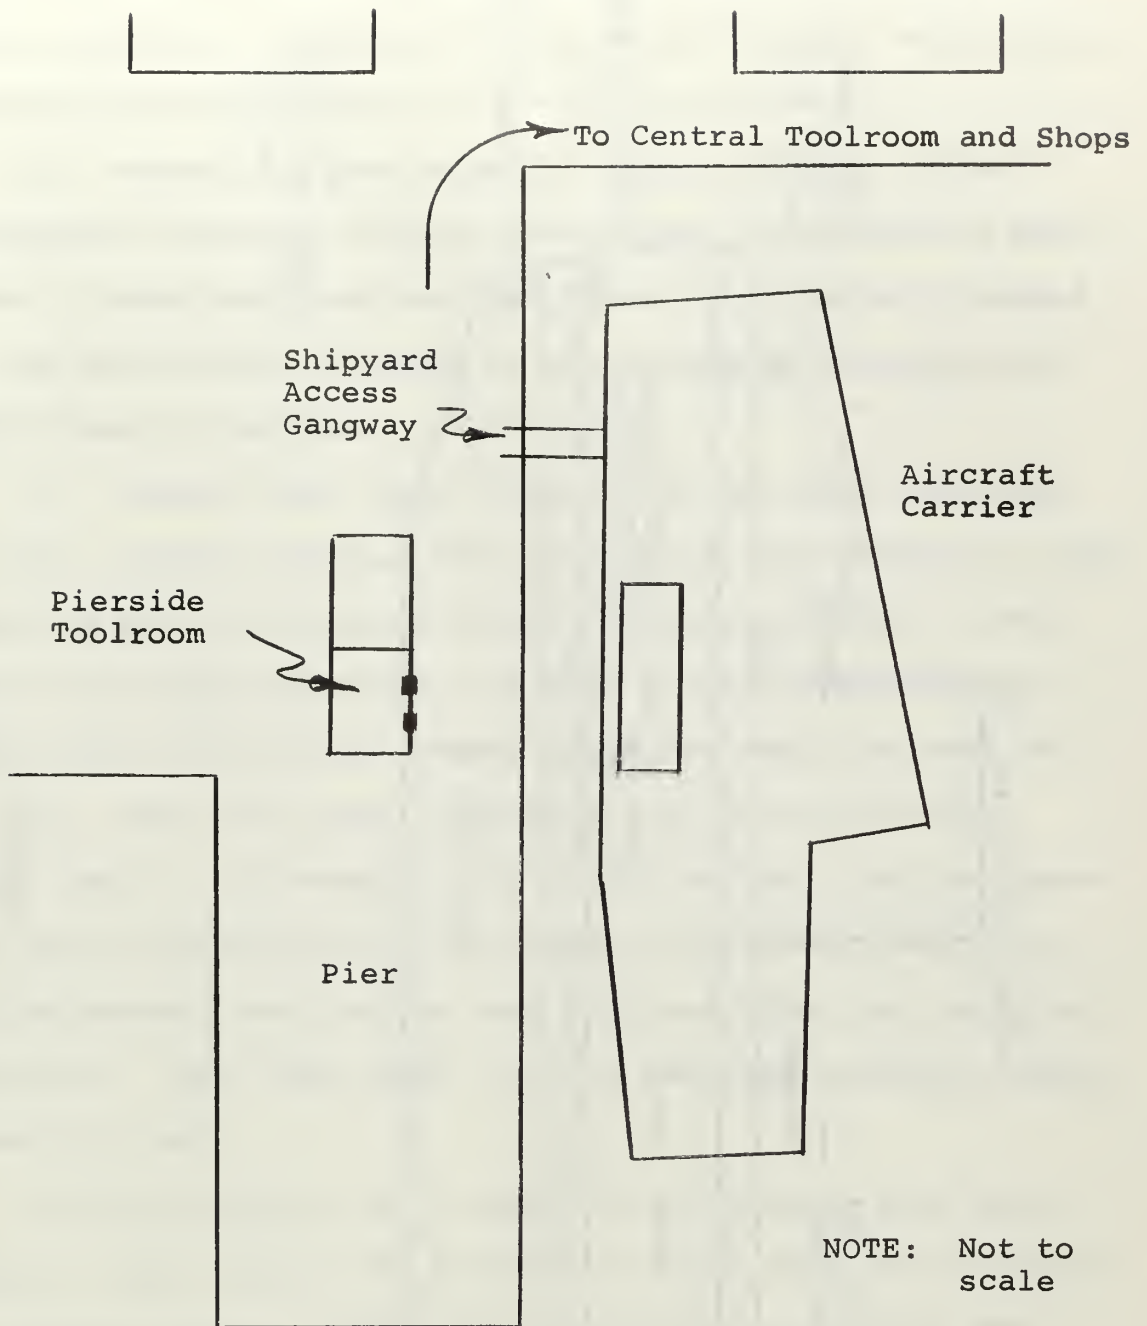 To Central Toolroom and Shops
Shipyard
Access
Gangway
Aircraft
Carrier
Pierside
Toolroom
Pier
NOTE: Not to
scale